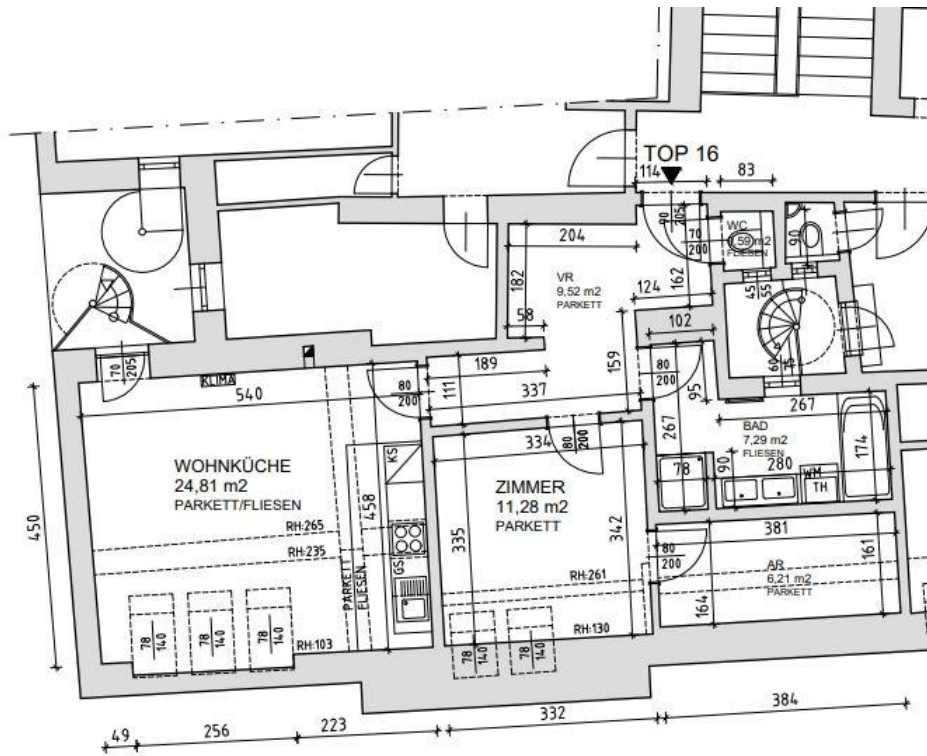 TOP 16
114
83
90
205
70
200
WC
1,59 m2
FLIESEN
90
204
182
VR
9,52 m2
PARKETT
162
124
45
55
58
102
70
205
KLIMA
540
80
200
189
111
337
159
80
200
95
60
75
267
334
80
200
267
BAD
7,29 m2
FLIESEN
174
WOHNKÜCHE
24,81 m2
PARKETT/FLIESEN
KS
458
ZIMMER
11,28 m2
PARKETT
78
90
280
WM
TH
450
RH:265
RH:235
335
342
381
161
GS
PARKETT
FLIESEN
80
200
AR
6,21 m2
PARKETT
RH:261
164
78
140
78
140
78
140
RH:103
RH:130
78
140
78
140
49
256
223
332
384